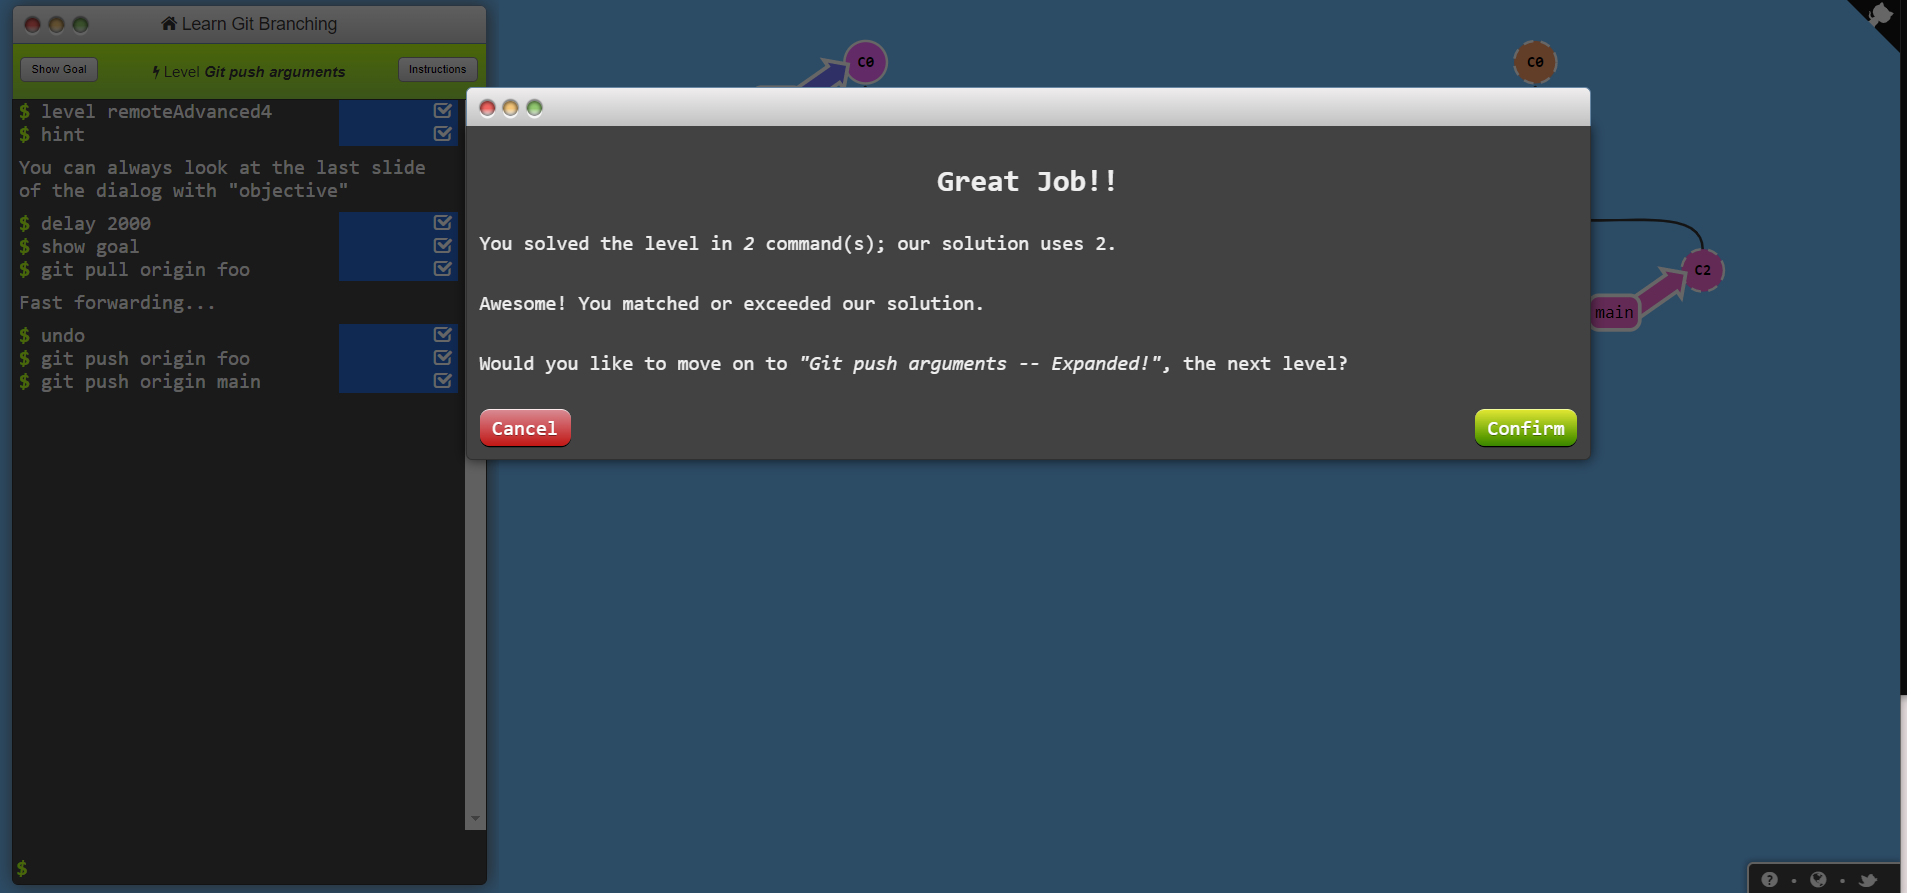 Learn Git Branching
Show Goal
Level Git push arguments
Instructions
$ level remoteAdvanced4
$ hint
You can always look at the last slide
of the dialog with "objective"
$ delay 2000
$ show goal
$ git pull origin foo
Fast forwarding...
$ undo
$ git push origin foo
$ git push origin main
$
C0
C0
Great Job!!
You solved the level in 2 command(s); our solution uses 2.
Awesome! You matched or exceeded our solution.
Would you like to move on to "Git push arguments -- Expanded!", the next level?
Cancel
Confirm
C2
main
?